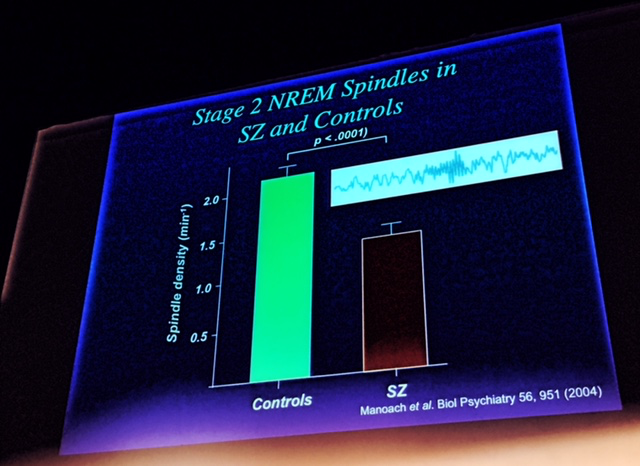 Stage 2 NREM Spindles in
SZ and Controls
p < .0001)
2.0
1.5
1.0
0.5
Spindle density (min⁻¹)
Controls
SZ
Manoach et al. Biol Psychiatry 56, 951 (2004)